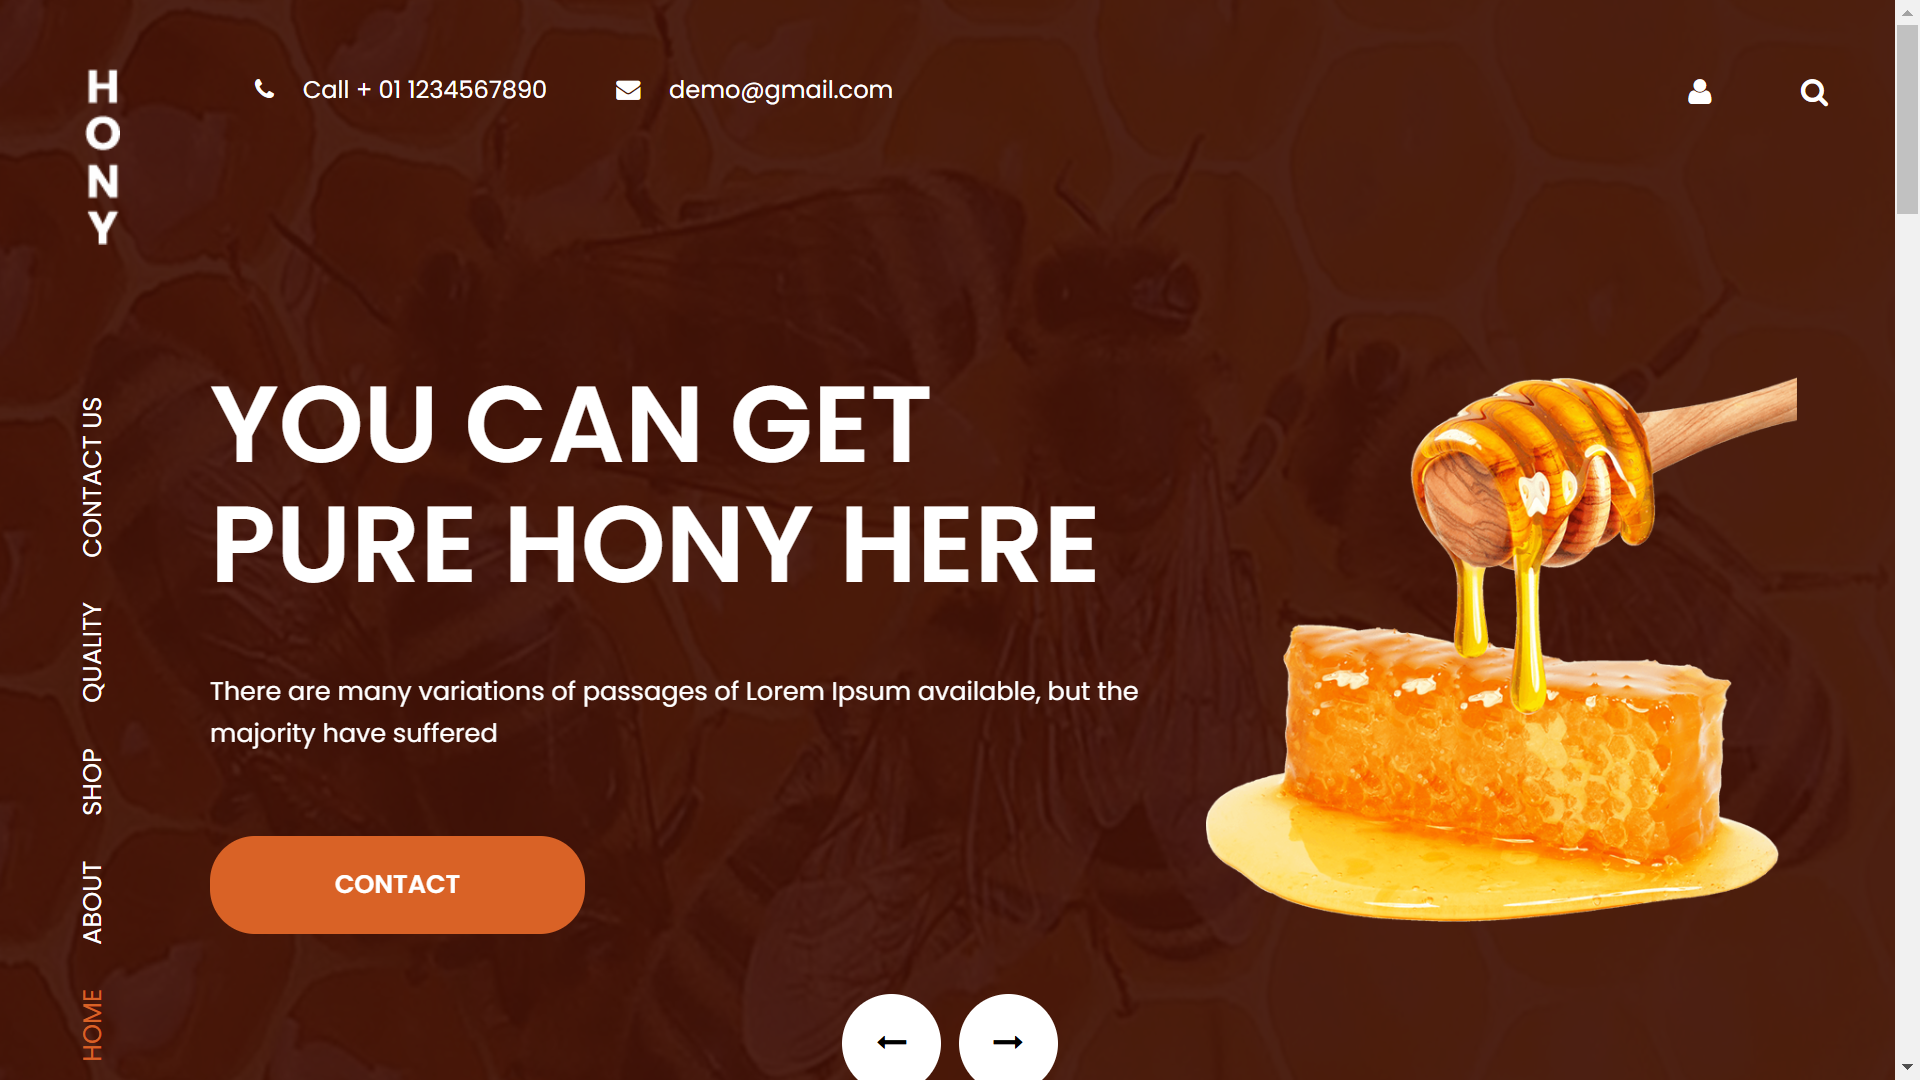 H
O
N
Y
Call + 01 1234567890
demo@gmail.com
CONTACT US
QUALITY
SHOP
ABOUT
HOME
YOU CAN GET
PURE HONY HERE
There are many variations of passages of Lorem Ipsum available, but the
majority have suffered
CONTACT